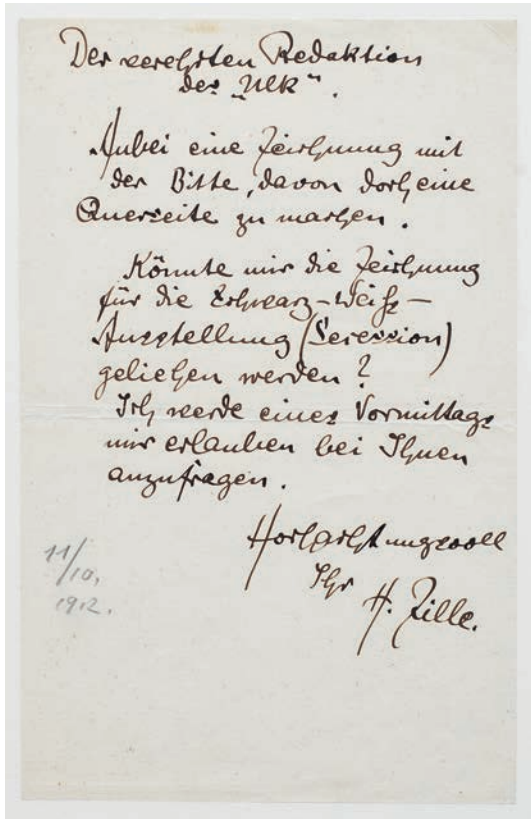 Der verehrten Redaktion
des „Ulk“.
Anbei eine Zeichnung mit
der Bitte, davon doch eine
Querseite zu machen.
Könnte mir die Zeichnung
für die Schwarz-Weiß-
Ausstellung (Secession)
geliehen werden?
Ich werde eines Vormittags
mir erlauben bei Ihnen
anzufragen.
Hochachtungsvoll
Ihr
H. Zille.
11/10.
1912.